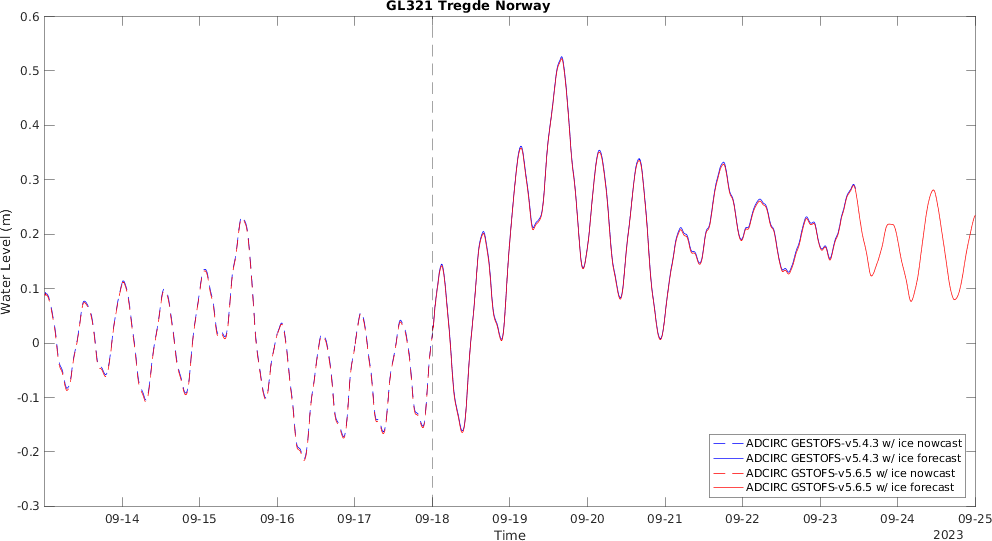 GL321 Tregde Norway
0.6
0.5
0.4
0.3
0.2
0.1
0
-0.1
-0.2
-0.3
Water Level (m)
ADCIRC GESTOFS-v5.4.3 w/ ice nowcast
ADCIRC GESTOFS-v5.4.3 w/ ice forecast
ADCIRC GSTOFS-v5.6.5 w/ ice nowcast
ADCIRC GSTOFS-v5.6.5 w/ ice forecast
09-14 09-15 09-16 09-17 09-18 09-19 09-20 09-21 09-22 09-23 09-24 09-25
Time
2023